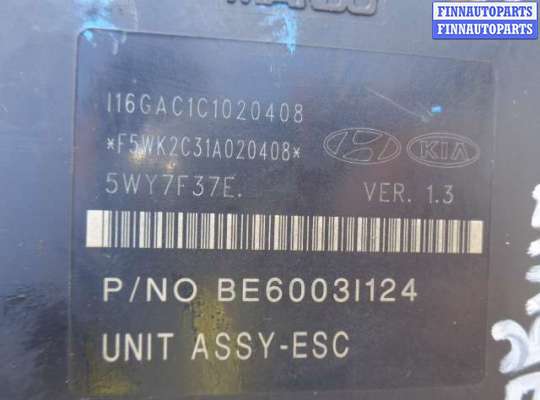 FINNAUTOPARTS
FINNAUTOPARTS
I16GAC1C1020408
*F5WK2C31A020408*
KIA
5WY7F37E. VER. 1.3
P/NO BE6003I124
UNIT ASSY-ESC